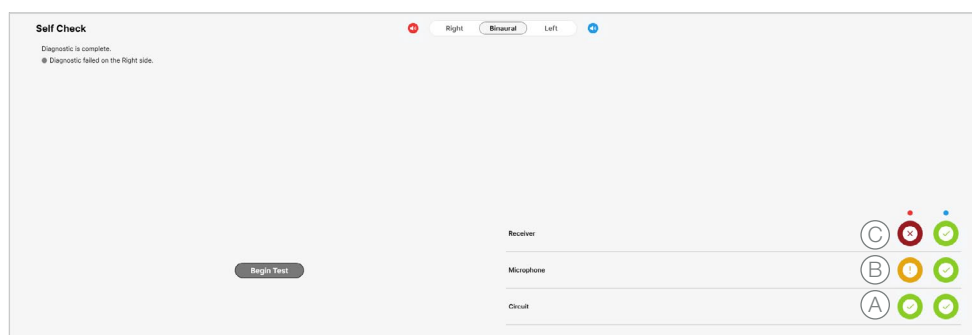 Self Check
Right Binaural Left
Diagnostic is complete.
Diagnostic failed on the Right side.
Receiver C
Begin Test
Microphone B
Circuit A